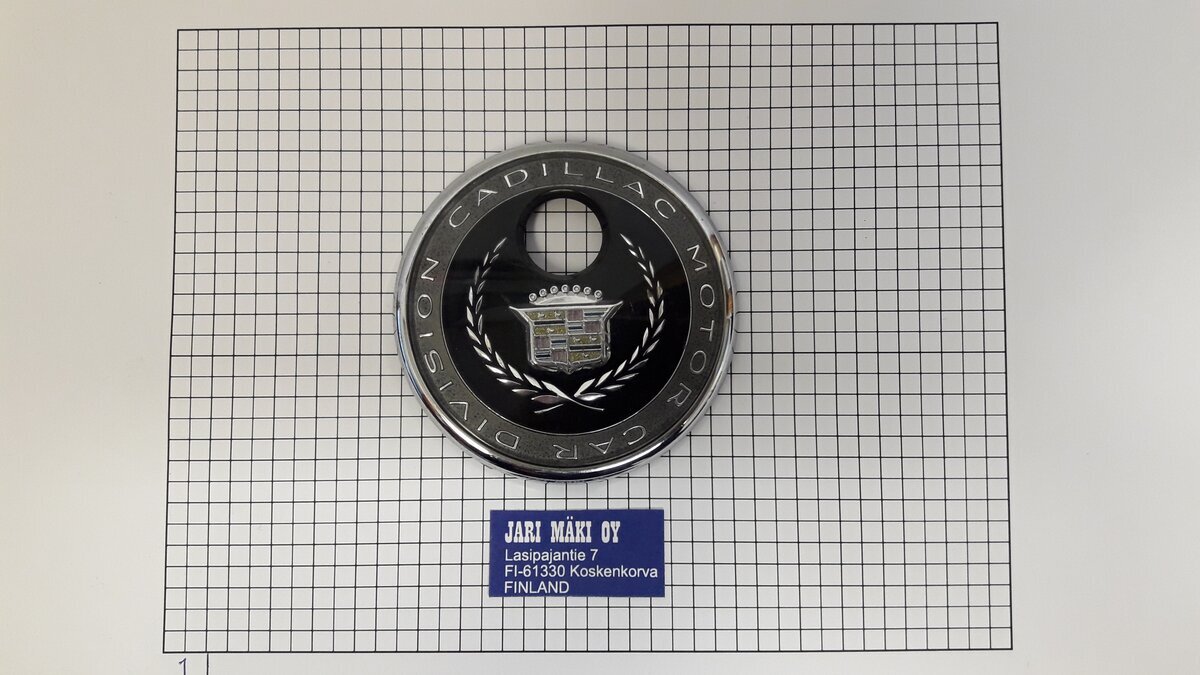 CADILLAC MOTOR CAR DIVISION
JARI MÄKI OY
Lasipajantie 7
FI-61330 Koskenkorva
FINLAND
1